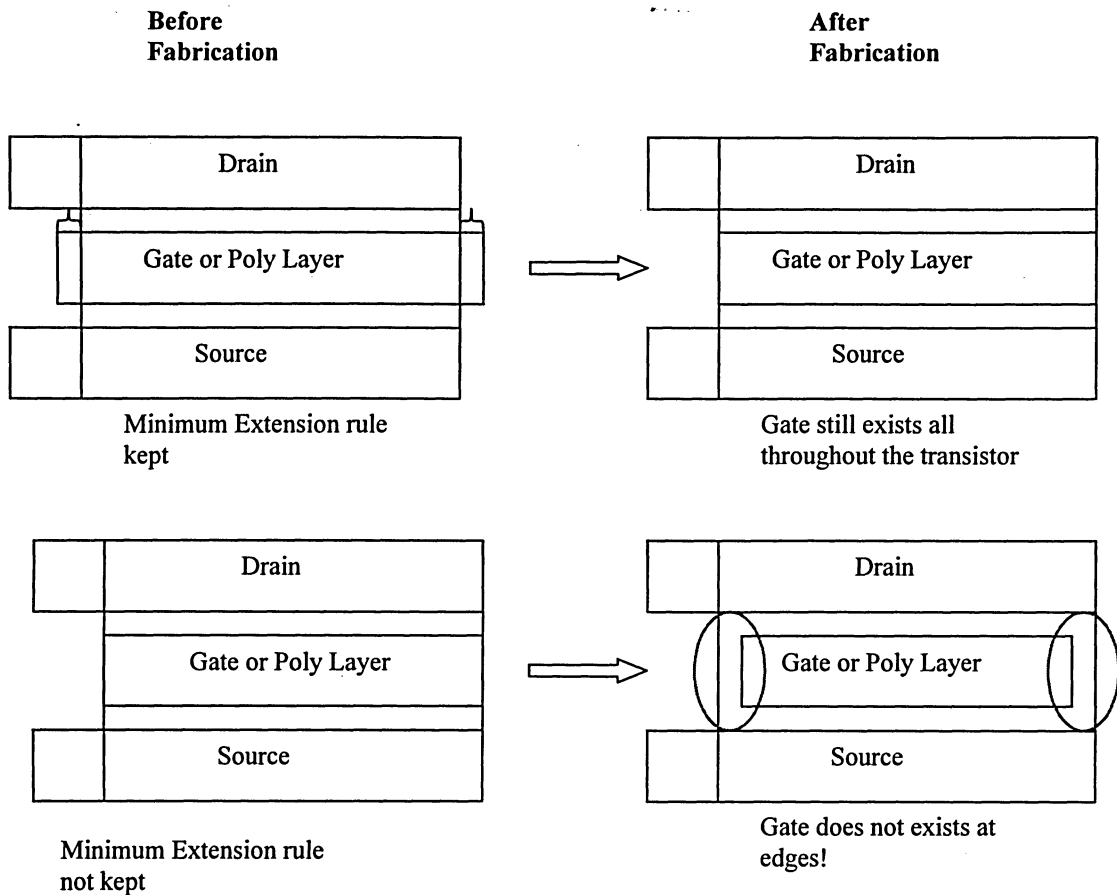 Before
Fabrication
After
Fabrication
Drain
Gate or Poly Layer
Source
Minimum Extension rule
kept
Drain
Gate or Poly Layer
Source
Gate still exists all
throughout the transistor
Drain
Gate or Poly Layer
Source
Minimum Extension rule
not kept
Drain
Gate or Poly Layer
Source
Gate does not exists at
edges!